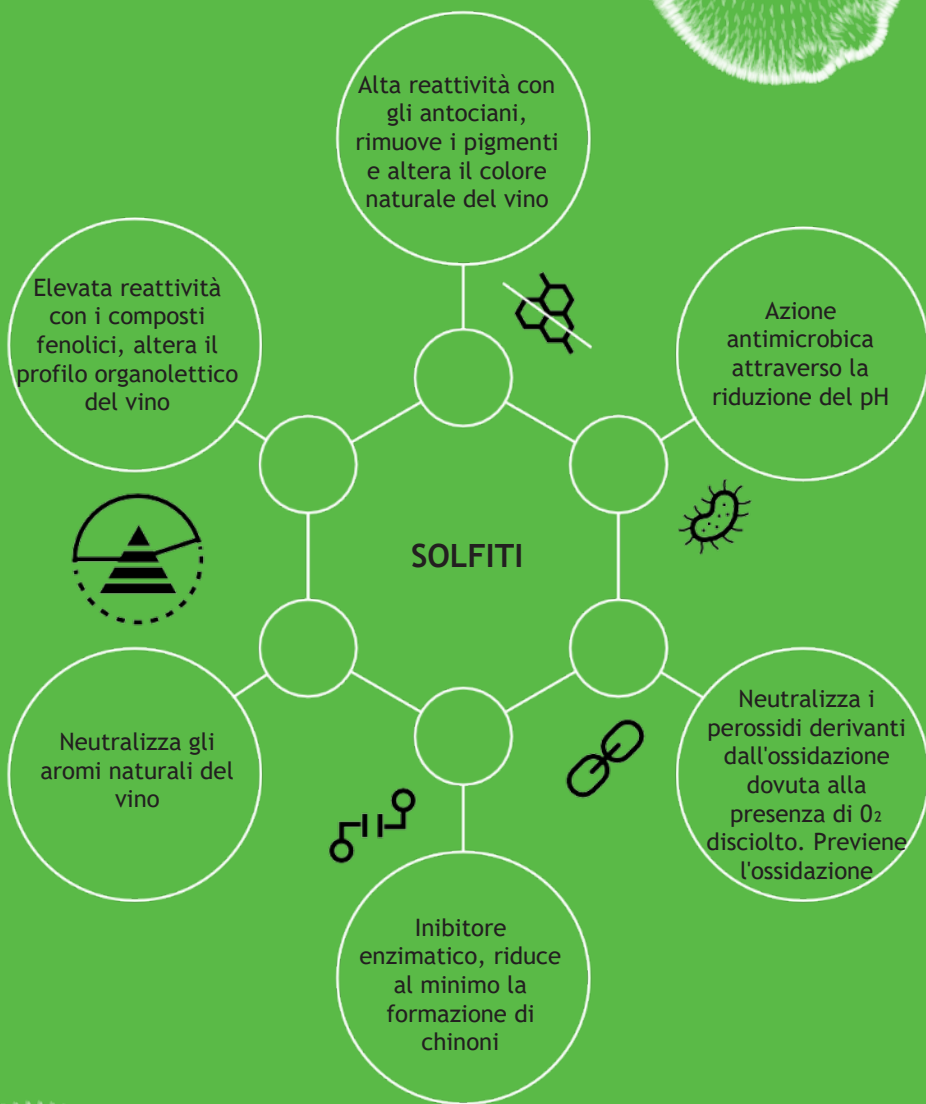 Alta reattività con
gli antociani,
rimuove i pigmenti
e altera il colore
naturale del vino
Elevata reattività
con i composti
fenolici, altera il
profilo organolettico
del vino
Azione
antimicrobica
attraverso la
riduzione del pH
SOLFITI
Neutralizza gli
aromi naturali del
vino
Neutralizza i
perossidi derivanti
dall'ossidazione
dovuta alla
presenza di 0₂
disciolto. Previene
l'ossidazione
Inibitore
enzimatico, riduce
al minimo la
formazione di
chinoni